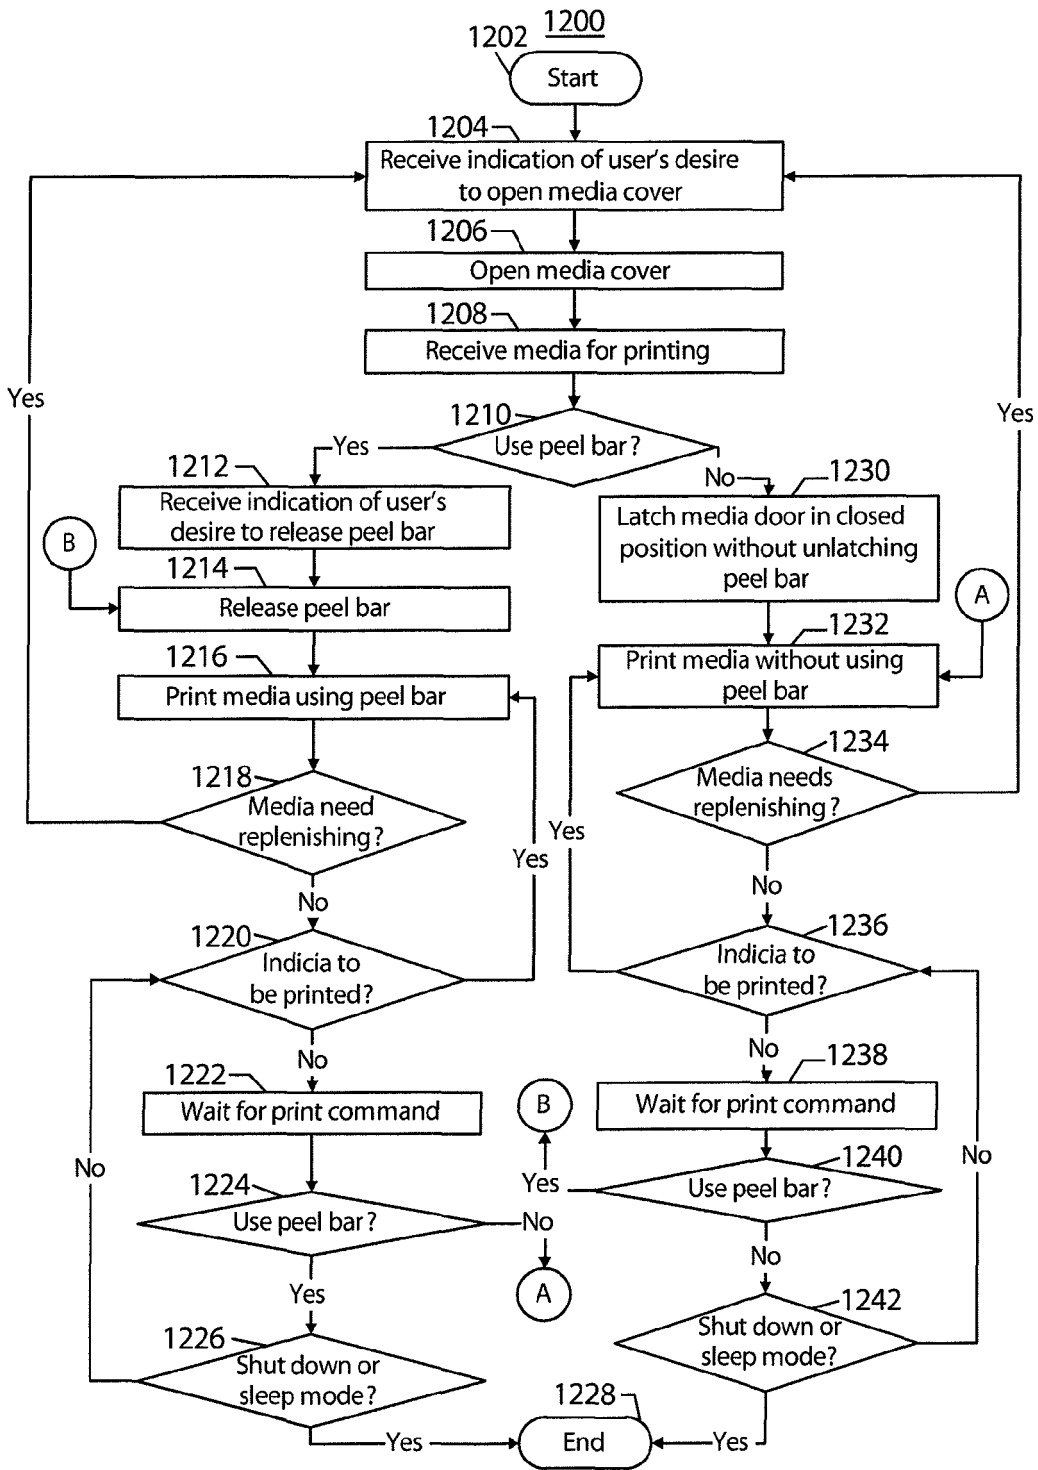 1200
1202
Start
1204
Receive indication of user's desire
to open media cover
1206
Open media cover
1208
Receive media for printing
1210
Use peel bar?
Yes
No
Yes
Yes
1212
Receive indication of user's
desire to release peel bar
B
1214
Release peel bar
1216
Print media using peel bar
1218
Media need
replenishing?
No
Yes
1220
Indicia to
be printed?
No
1222
Wait for print command
1224
Use peel bar?
No
A
Yes
No
1226
Shut down or
sleep mode?
Yes
1230
Latch media door in closed
position without unlatching
peel bar
A
1232
Print media without using
peel bar
1234
Media needs
replenishing?
Yes
No
1236
Indicia to
be printed?
No
1238
Wait for print command
B
Yes
1240
Use peel bar?
No
No
1242
Shut down or
sleep mode?
Yes
1228
End